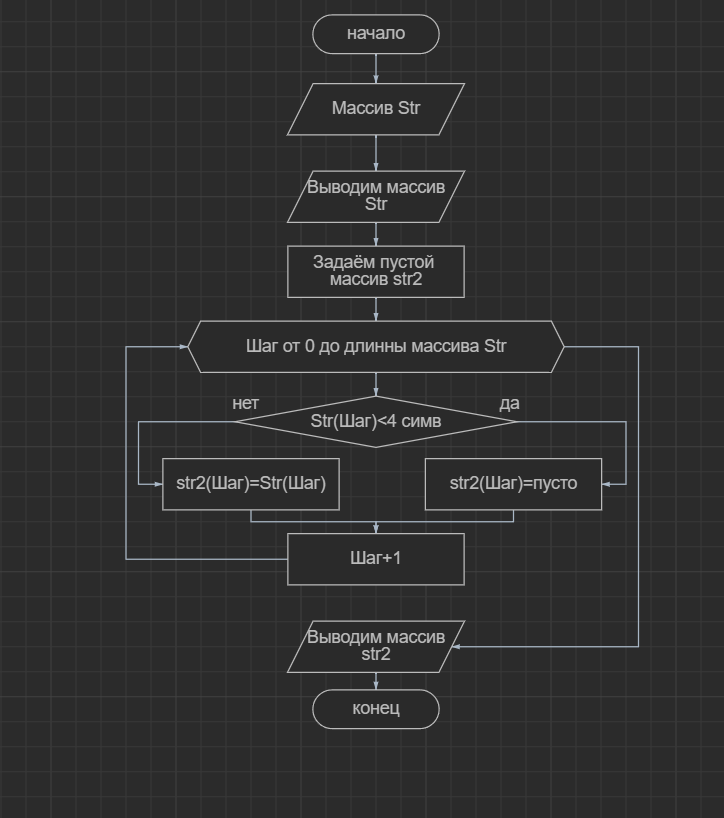 начало
Массив Str
Выводим массив
Str
Задаём пустой
массив str2
Шаг от 0 до длинны массива Str
нет
да
Str(Шаг)<4 симв
str2(Шаг)=Str(Шаг)
str2(Шаг)=пусто
Шаг+1
Выводим массив
str2
конец